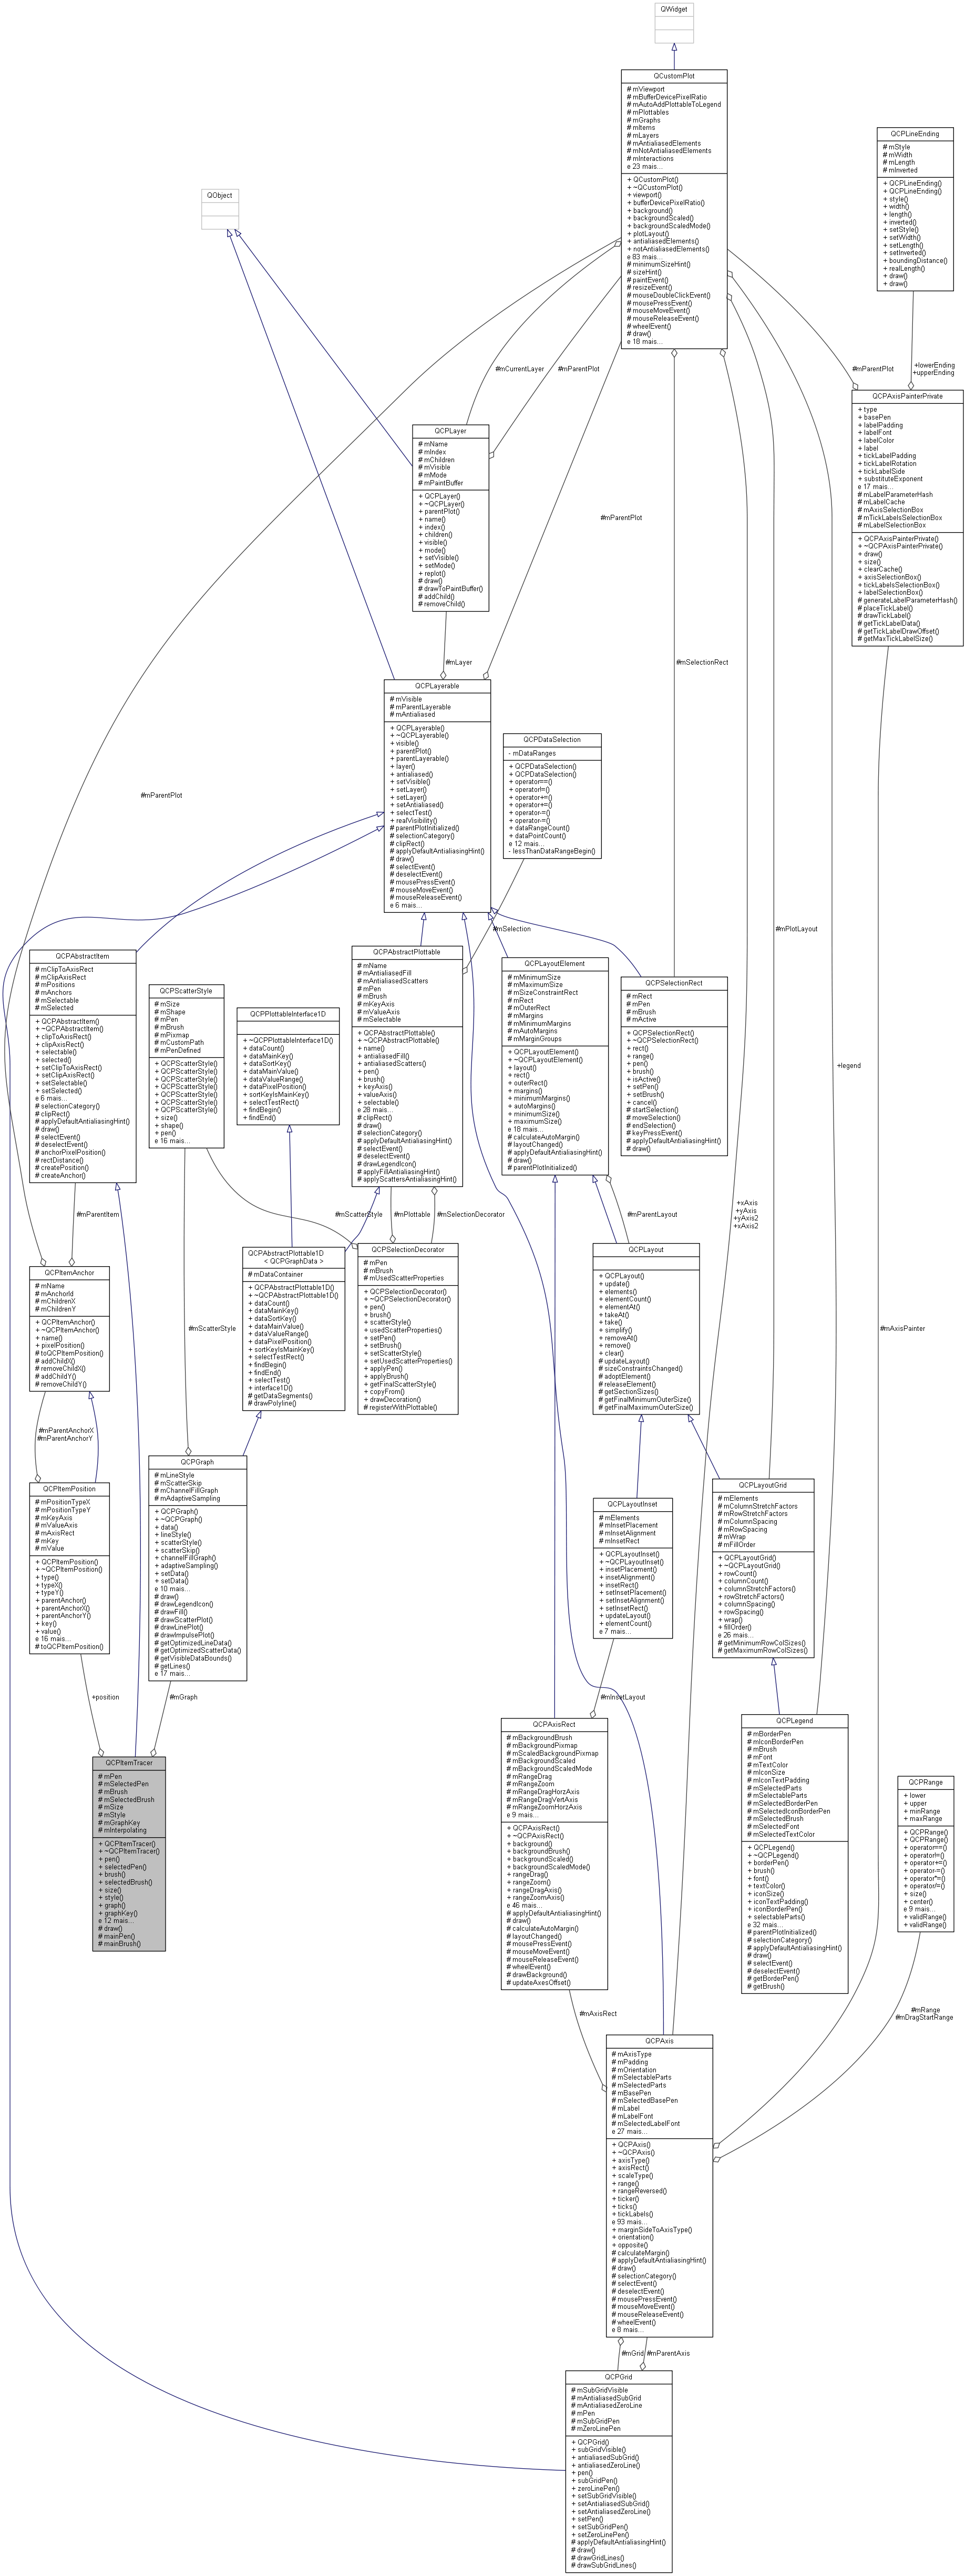 QWidget
QCustomPlot
# mViewport
# mBufferDevicePixelRatio
# mAutoAddPlottableToLegend
# mPlottables
# mGraphs
# mItems
# mLayers
# mAntialiasedElements
# mNotAntialiasedElements
# mInteractions
e 23 mais...
+ QCustomPlot()
+ ~QCustomPlot()
+ viewport()
+ bufferDevicePixelRatio()
+ background()
+ backgroundScaled()
+ backgroundScaledMode()
+ plotLayout()
+ antialiasedElements()
+ notAntialiasedElements()
e 83 mais...
# minimumSizeHint()
# sizeHint()
# paintEvent()
# resizeEvent()
# mouseDoubleClickEvent()
# mousePressEvent()
# mouseMoveEvent()
# mouseReleaseEvent()
# wheelEvent()
# draw()
e 18 mais...
QCPLineEnding
# mStyle
# mWidth
# mLength
# mInverted
+ QCPLineEnding()
+ QCPLineEnding()
+ style()
+ width()
+ length()
+ inverted()
+ setStyle()
+ setWidth()
+ setLength()
+ setInverted()
+ boundingDistance()
+ realLength()
+ draw()
+ draw()
QObject
#mCurrentLayer
#mParentPlot
#mParentPlot
+lowerEnding
+upperEnding
QCPAxisPainterPrivate
+ type
+ basePen
+ labelPadding
+ labelFont
+ labelColor
+ label
+ tickLabelPadding
+ tickLabelRotation
+ tickLabelSide
+ substituteExponent
e 17 mais...
# mLabelParameterHash
# mLabelCache
# mAxisSelectionBox
# mTickLabelsSelectionBox
# mLabelSelectionBox
+ QCPAxisPainterPrivate()
+ ~QCPAxisPainterPrivate()
+ draw()
+ size()
+ clearCache()
+ axisSelectionBox()
+ tickLabelsSelectionBox()
+ labelSelectionBox()
# generateLabelParameterHash()
# placeTickLabel()
# drawTickLabel()
# getTickLabelData()
# getTickLabelDrawOffset()
# getMaxTickLabelSize()
QCPLayer
# mName
# mIndex
# mChildren
# mVisible
# mMode
# mPaintBuffer
+ QCPLayer()
+ ~QCPLayer()
+ parentPlot()
+ name()
+ index()
+ children()
+ visible()
+ mode()
+ setVisible()
+ setMode()
+ replot()
# draw()
# drawToPaintBuffer()
# addChild()
# removeChild()
#mParentPlot
#mLayer
#mSelectionRect
QCPLayerable
# mVisible
# mParentLayerable
# mAntialiased
+ QCPLayerable()
+ ~QCPLayerable()
+ visible()
+ parentPlot()
+ parentLayerable()
+ layer()
+ antialiased()
+ setVisible()
+ setLayer()
+ setLayer()
+ setAntialiased()
+ selectTest()
+ realVisibility()
# parentPlotInitialized()
# selectionCategory()
# clipRect()
# applyDefaultAntialiasingHint()
# draw()
# selectEvent()
# deselectEvent()
# mousePressEvent()
# mouseMoveEvent()
# mouseReleaseEvent()
e 6 mais...
QCPDataSelection
- mDataRanges
+ QCPDataSelection()
+ QCPDataSelection()
+ operator==()
+ operator!=()
+ operator+=()
+ operator+=()
+ operator-=()
+ operator-=()
+ dataRangeCount()
+ dataPointCount()
e 12 mais...
- lessThanDataRangeBegin()
#mParentPlot
#mSelection
#mPlotLayout
QCPAbstractItem
# mClipToAxisRect
# mClipAxisRect
# mPositions
# mAnchors
# mSelectable
# mSelected
+ QCPAbstractItem()
+ ~QCPAbstractItem()
+ clipToAxisRect()
+ clipAxisRect()
+ selectable()
+ selected()
+ setClipToAxisRect()
+ setClipAxisRect()
+ setSelectable()
+ setSelected()
e 6 mais...
# selectionCategory()
# clipRect()
# applyDefaultAntialiasingHint()
# draw()
# selectEvent()
# deselectEvent()
# anchorPixelPosition()
# rectDistance()
# createPosition()
# createAnchor()
QCPScatterStyle
# mSize
# mShape
# mPen
# mBrush
# mPixmap
# mCustomPath
# mPenDefined
+ QCPScatterStyle()
+ QCPScatterStyle()
+ QCPScatterStyle()
+ QCPScatterStyle()
+ QCPScatterStyle()
+ QCPScatterStyle()
+ QCPScatterStyle()
+ size()
+ shape()
+ pen()
e 16 mais...
QCPPlottableInterface1D
+ ~QCPPlottableInterface1D()
+ dataCount()
+ dataMainKey()
+ dataSortKey()
+ dataMainValue()
+ dataValueRange()
+ dataPixelPosition()
+ sortKeyIsMainKey()
+ selectTestRect()
+ findBegin()
+ findEnd()
QCPAbstractPlottable
# mName
# mAntialiasedFill
# mAntialiasedScatters
# mPen
# mBrush
# mKeyAxis
# mValueAxis
# mSelectable
+ QCPAbstractPlottable()
+ ~QCPAbstractPlottable()
+ name()
+ antialiasedFill()
+ antialiasedScatters()
+ pen()
+ brush()
+ keyAxis()
+ valueAxis()
+ selectable()
e 28 mais...
# clipRect()
# draw()
# selectionCategory()
# applyDefaultAntialiasingHint()
# selectEvent()
# deselectEvent()
# drawLegendIcon()
# applyFillAntialiasingHint()
# applyScattersAntialiasingHint()
QCPLayoutElement
# mMinimumSize
# mMaximumSize
# mSizeConstraintRect
# mRect
# mOuterRect
# mMargins
# mMinimumMargins
# mAutoMargins
# mMarginGroups
+ QCPLayoutElement()
+ ~QCPLayoutElement()
+ layout()
+ rect()
+ outerRect()
+ margins()
+ minimumMargins()
+ autoMargins()
+ minimumSize()
+ maximumSize()
e 18 mais...
# calculateAutoMargin()
# layoutChanged()
# applyDefaultAntialiasingHint()
# draw()
# parentPlotInitialized()
QCPSelectionRect
# mRect
# mPen
# mBrush
# mActive
+ QCPSelectionRect()
+ ~QCPSelectionRect()
+ rect()
+ range()
+ pen()
+ brush()
+ isActive()
+ setPen()
+ setBrush()
+ cancel()
# startSelection()
# moveSelection()
# endSelection()
# keyPressEvent()
# applyDefaultAntialiasingHint()
# draw()
+legend
#mParentItem
#mScatterStyle
#mPlottable
#mSelectionDecorator
#mParentLayout
+xAxis
+yAxis
+yAxis2
+xAxis2
QCPItemAnchor
# mName
# mAnchorId
# mChildrenX
# mChildrenY
+ QCPItemAnchor()
+ ~QCPItemAnchor()
+ name()
+ pixelPosition()
# toQCPItemPosition()
# addChildX()
# removeChildX()
# addChildY()
# removeChildY()
QCPAbstractPlottable1D
< QCPGraphData >
# mDataContainer
+ QCPAbstractPlottable1D()
+ ~QCPAbstractPlottable1D()
+ dataCount()
+ dataMainKey()
+ dataSortKey()
+ dataMainValue()
+ dataValueRange()
+ dataPixelPosition()
+ sortKeyIsMainKey()
+ selectTestRect()
+ findBegin()
+ findEnd()
+ selectTest()
+ interface1D()
# getDataSegments()
# drawPolyline()
QCPSelectionDecorator
# mPen
# mBrush
# mUsedScatterProperties
+ QCPSelectionDecorator()
+ ~QCPSelectionDecorator()
+ pen()
+ brush()
+ scatterStyle()
+ usedScatterProperties()
+ setPen()
+ setBrush()
+ setScatterStyle()
+ setUsedScatterProperties()
+ applyPen()
+ applyBrush()
+ getFinalScatterStyle()
+ copyFrom()
+ drawDecoration()
# registerWithPlottable()
QCPLayout
+ QCPLayout()
+ update()
+ elements()
+ elementCount()
+ elementAt()
+ takeAt()
+ take()
+ simplify()
+ removeAt()
+ remove()
+ clear()
# updateLayout()
# sizeConstraintsChanged()
# adoptElement()
# releaseElement()
# getSectionSizes()
# getFinalMinimumOuterSize()
# getFinalMaximumOuterSize()
#mScatterStyle
#mAxisPainter
#mParentAnchorX
#mParentAnchorY
QCPItemPosition
# mPositionTypeX
# mPositionTypeY
# mKeyAxis
# mValueAxis
# mAxisRect
# mKey
# mValue
+ QCPItemPosition()
+ ~QCPItemPosition()
+ type()
+ typeX()
+ typeY()
+ parentAnchor()
+ parentAnchorX()
+ parentAnchorY()
+ key()
+ value()
e 16 mais...
# toQCPItemPosition()
QCPGraph
# mLineStyle
# mScatterSkip
# mChannelFillGraph
# mAdaptiveSampling
+ QCPGraph()
+ ~QCPGraph()
+ data()
+ lineStyle()
+ scatterStyle()
+ scatterSkip()
+ channelFillGraph()
+ adaptiveSampling()
+ setData()
+ setData()
e 10 mais...
# draw()
# drawLegendIcon()
# drawFill()
# drawScatterPlot()
# drawLinePlot()
# drawImpulsePlot()
# getOptimizedLineData()
# getOptimizedScatterData()
# getVisibleDataBounds()
# getLines()
e 17 mais...
QCPLayoutInset
# mElements
# mInsetPlacement
# mInsetAlignment
# mInsetRect
+ QCPLayoutInset()
+ ~QCPLayoutInset()
+ insetPlacement()
+ insetAlignment()
+ insetRect()
+ setInsetPlacement()
+ setInsetAlignment()
+ setInsetRect()
+ updateLayout()
+ elementCount()
e 7 mais...
QCPLayoutGrid
# mElements
# mColumnStretchFactors
# mRowStretchFactors
# mColumnSpacing
# mRowSpacing
# mWrap
# mFillOrder
+ QCPLayoutGrid()
+ ~QCPLayoutGrid()
+ rowCount()
+ columnCount()
+ columnStretchFactors()
+ rowStretchFactors()
+ columnSpacing()
+ rowSpacing()
+ wrap()
+ fillOrder()
e 26 mais...
# getMinimumRowColSizes()
# getMaximumRowColSizes()
+position
#mGraph
#mInsetLayout
QCPItemTracer
# mPen
# mSelectedPen
# mBrush
# mSelectedBrush
# mSize
# mStyle
# mGraphKey
# mInterpolating
+ QCPItemTracer()
+ ~QCPItemTracer()
+ pen()
+ selectedPen()
+ brush()
+ selectedBrush()
+ size()
+ style()
+ graph()
+ graphKey()
e 12 mais...
# draw()
# mainPen()
# mainBrush()
QCPAxisRect
# mBackgroundBrush
# mBackgroundPixmap
# mScaledBackgroundPixmap
# mBackgroundScaled
# mBackgroundScaledMode
# mRangeDrag
# mRangeZoom
# mRangeDragHorzAxis
# mRangeDragVertAxis
# mRangeZoomHorzAxis
e 9 mais...
+ QCPAxisRect()
+ ~QCPAxisRect()
+ background()
+ backgroundBrush()
+ backgroundScaled()
+ backgroundScaledMode()
+ rangeDrag()
+ rangeZoom()
+ rangeDragAxis()
+ rangeZoomAxis()
e 46 mais...
# applyDefaultAntialiasingHint()
# draw()
# calculateAutoMargin()
# layoutChanged()
# mousePressEvent()
# mouseMoveEvent()
# mouseReleaseEvent()
# wheelEvent()
# drawBackground()
# updateAxesOffset()
QCPLegend
# mBorderPen
# mIconBorderPen
# mBrush
# mFont
# mTextColor
# mIconSize
# mIconTextPadding
# mSelectedParts
# mSelectableParts
# mSelectedBorderPen
# mSelectedIconBorderPen
# mSelectedBrush
# mSelectedFont
# mSelectedTextColor
+ QCPLegend()
+ ~QCPLegend()
+ borderPen()
+ brush()
+ font()
+ textColor()
+ iconSize()
+ iconTextPadding()
+ iconBorderPen()
+ selectableParts()
e 32 mais...
# parentPlotInitialized()
# selectionCategory()
# applyDefaultAntialiasingHint()
# draw()
# selectEvent()
# deselectEvent()
# getBorderPen()
# getBrush()
QCPRange
+ lower
+ upper
+ minRange
+ maxRange
+ QCPRange()
+ QCPRange()
+ operator==()
+ operator!=()
+ operator+=()
+ operator-=()
+ operator*=()
+ operator/=()
+ size()
+ center()
e 9 mais...
+ validRange()
+ validRange()
#mAxisRect
#mRange
#mDragStartRange
QCPAxis
# mAxisType
# mPadding
# mOrientation
# mSelectableParts
# mSelectedParts
# mBasePen
# mSelectedBasePen
# mLabel
# mLabelFont
# mSelectedLabelFont
e 27 mais...
+ QCPAxis()
+ ~QCPAxis()
+ axisType()
+ axisRect()
+ scaleType()
+ range()
+ rangeReversed()
+ ticker()
+ ticks()
+ tickLabels()
e 93 mais...
+ marginSideToAxisType()
+ orientation()
+ opposite()
# calculateMargin()
# applyDefaultAntialiasingHint()
# draw()
# selectionCategory()
# selectEvent()
# deselectEvent()
# mousePressEvent()
# mouseMoveEvent()
# mouseReleaseEvent()
# wheelEvent()
e 8 mais...
#mGrid
#mParentAxis
QCPGrid
# mSubGridVisible
# mAntialiasedSubGrid
# mAntialiasedZeroLine
# mPen
# mSubGridPen
# mZeroLinePen
+ QCPGrid()
+ subGridVisible()
+ antialiasedSubGrid()
+ antialiasedZeroLine()
+ pen()
+ subGridPen()
+ zeroLinePen()
+ setSubGridVisible()
+ setAntialiasedSubGrid()
+ setAntialiasedZeroLine()
+ setPen()
+ setSubGridPen()
+ setZeroLinePen()
# applyDefaultAntialiasingHint()
# draw()
# drawGridLines()
# drawSubGridLines()